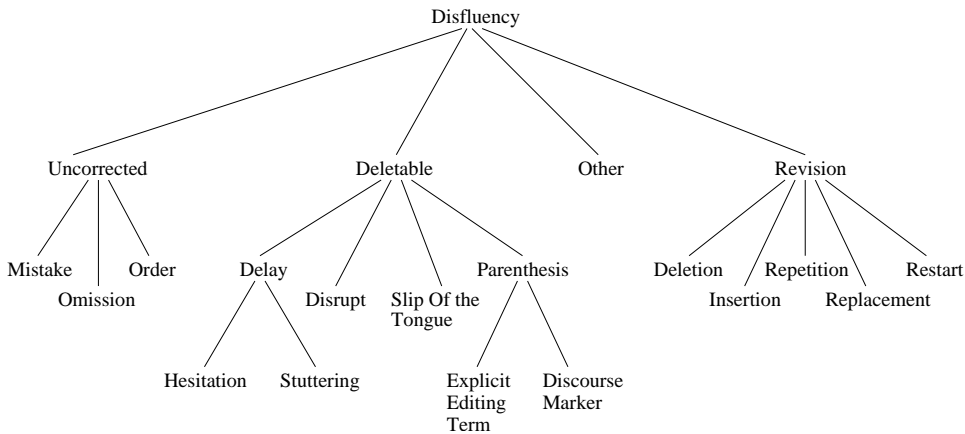 Disfluency
Uncorrected
Deletable
Other
Revision
Mistake
Order
Omission
Delay
Disrupt
Slip Of the
Tongue
Parenthesis
Deletion
Repetition
Restart
Insertion
Replacement
Hesitation
Stuttering
Explicit
Editing
Term
Discourse
Marker